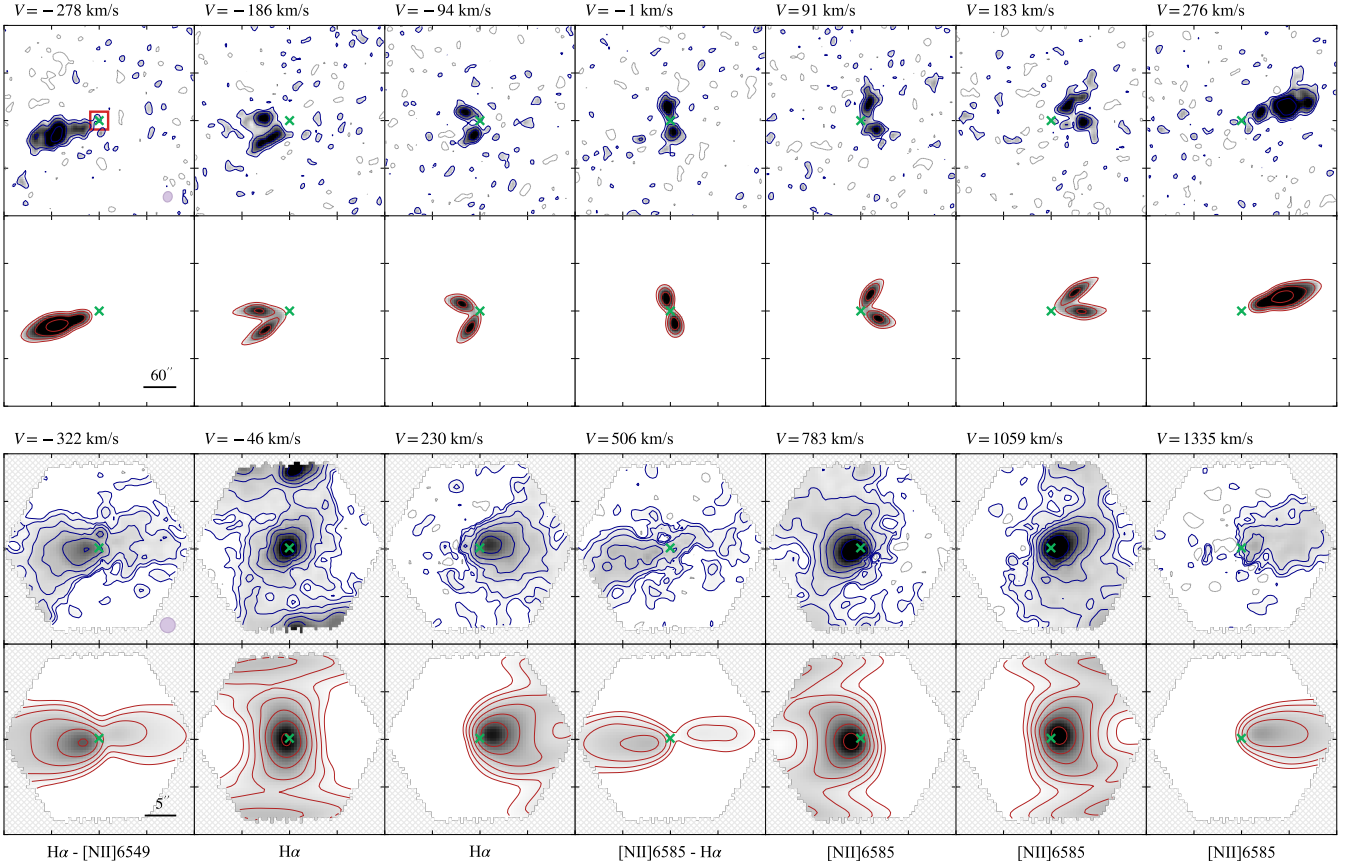 V = −278 km/s V = −186 km/s V = −94 km/s V = −1 km/s V = 91 km/s V = 183 km/s V = 276 km/s
60′′
V = −322 km/s V = −46 km/s V = 230 km/s V = 506 km/s V = 783 km/s V = 1059 km/s V = 1335 km/s
5′′
Hα - [NII]6549 Hα Hα [NII]6585 - Hα [NII]6585 [NII]6585 [NII]6585